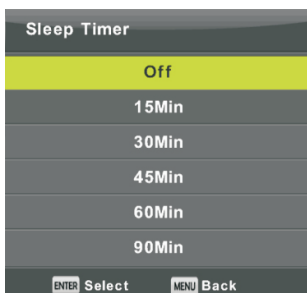 Sleep Timer
Off
15Min
30Min
45Min
60Min
90Min
ENTER Select MENU Back